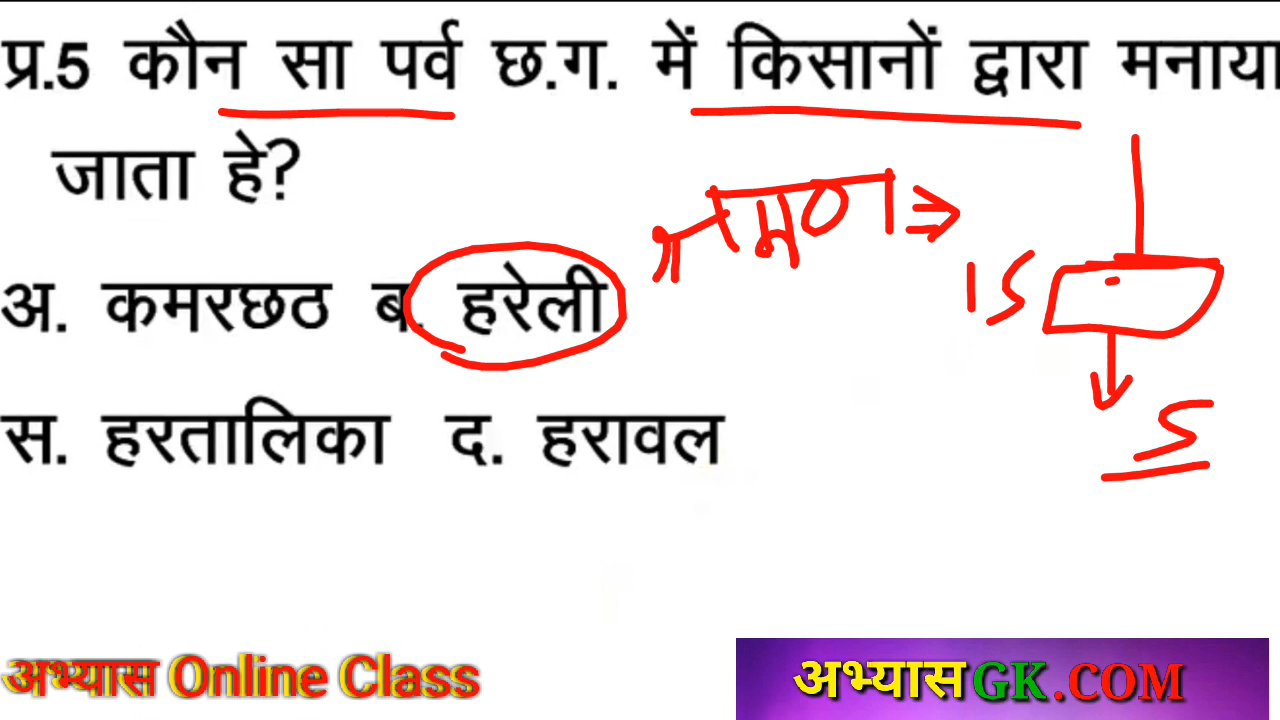 प्र.5 कौन सा पर्व छ.ग. में किसानों द्वारा मनाया
जाता हे?
अ. कमरछठ ब. हरेली
स. हरतालिका द. हरावल
अभ्यास Online Class
अभ्यासGK.COM